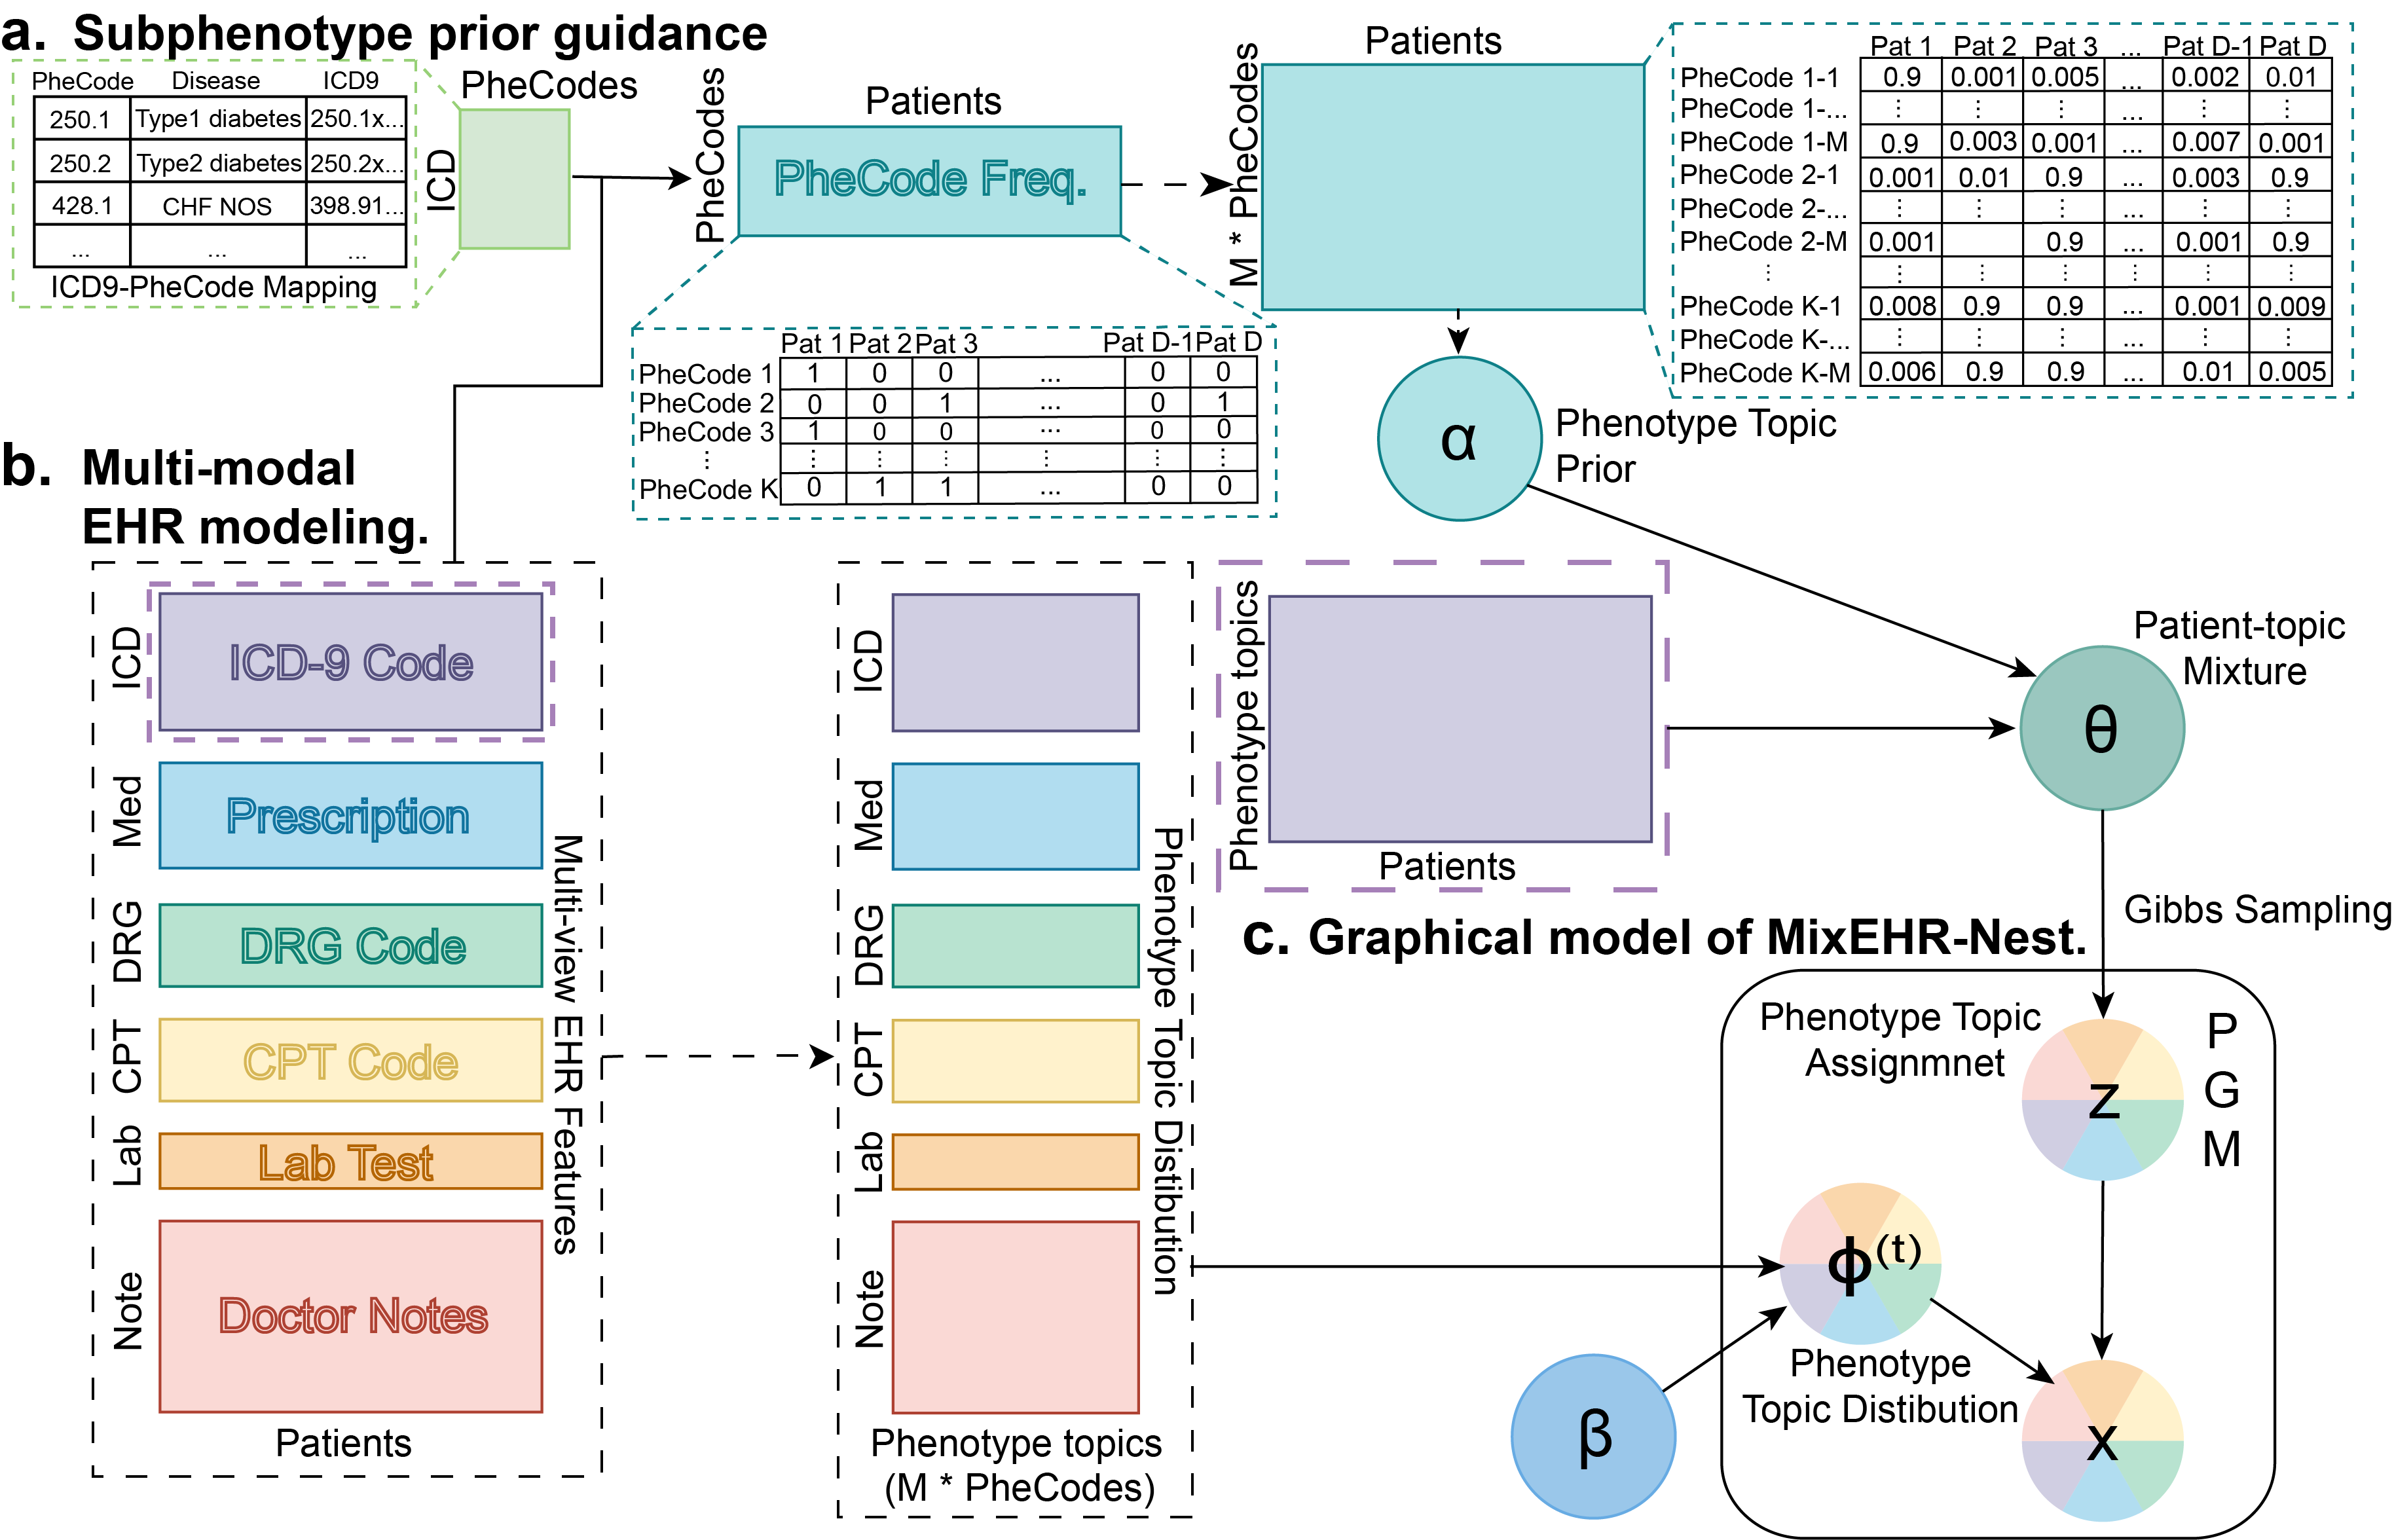 a. Subphenotype prior guidance
PheCode Disease ICD9
250.1 Type1 diabetes 250.1x...
250.2 Type2 diabetes 250.2x...
428.1 CHF NOS 398.91...
... ... ...
ICD9-PheCode Mapping
PheCodes
ICD
Patients
PheCodes
PheCode Freq.
Pat 1 Pat 2 Pat 3 Pat D-1 Pat D
PheCode 1 1 0 0 ... 0 0
PheCode 2 0 0 1 ... 0 1
PheCode 3 1 0 0 ... 0 0
⋮ ⋮ ⋮ ⋮ ⋮ ⋮ ⋮
PheCode K 0 1 1 ... 0 0
Patients
M * PheCodes
Pat 1 Pat 2 Pat 3 ... Pat D-1 Pat D
PheCode 1-1 0.9 0.001 0.005 ... 0.002 0.01
PheCode 1-... ⋮ ⋮ ⋮ ... ⋮ ⋮
PheCode 1-M 0.9 0.003 0.001 ... 0.007 0.001
PheCode 2-1 0.001 0.01 0.9 ... 0.003 0.9
PheCode 2-... ⋮ ⋮ ⋮ ... ⋮ ⋮
PheCode 2-M 0.001 0.9 ... 0.001 0.9
⋮ ⋮ ⋮ ⋮ ⋮ ⋮ ⋮
PheCode K-1 0.008 0.9 0.9 ... 0.001 0.009
PheCode K-... ⋮ ⋮ ⋮ ... ⋮ ⋮
PheCode K-M 0.006 0.9 0.9 ... 0.01 0.005
α
Phenotype Topic
Prior
b. Multi-modal
EHR modeling.
ICD
ICD-9 Code
Med
Prescription
DRG
DRG Code
CPT
CPT Code
Lab
Lab Test
Note
Doctor Notes
Patients
Multi-view EHR Features
ICD
Med
DRG
CPT
Lab
Note
Phenotype topics
(M * PheCodes)
Phenotype Topic Distibution
Phenotype topics
Patients
Patient-topic
Mixture
θ
Gibbs Sampling
c. Graphical model of MixEHR-Nest.
Phenotype Topic
Assignmnet
P
G
M
z
ϕ(t)
Phenotype
Topic Distibution
β
x